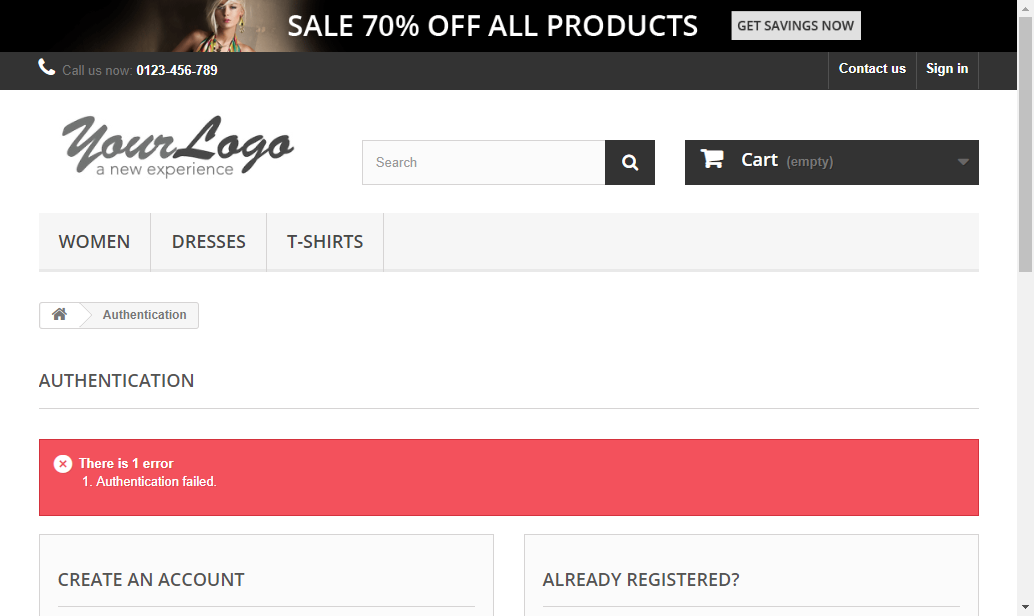 SALE 70% OFF ALL PRODUCTS GET SAVINGS NOW
Call us now: 0123-456-789 Contact us Sign in
YourLogo
a new experience
Search
Cart (empty)
WOMEN DRESSES T-SHIRTS
Authentication
AUTHENTICATION
There is 1 error
1. Authentication failed.
CREATE AN ACCOUNT
ALREADY REGISTERED?